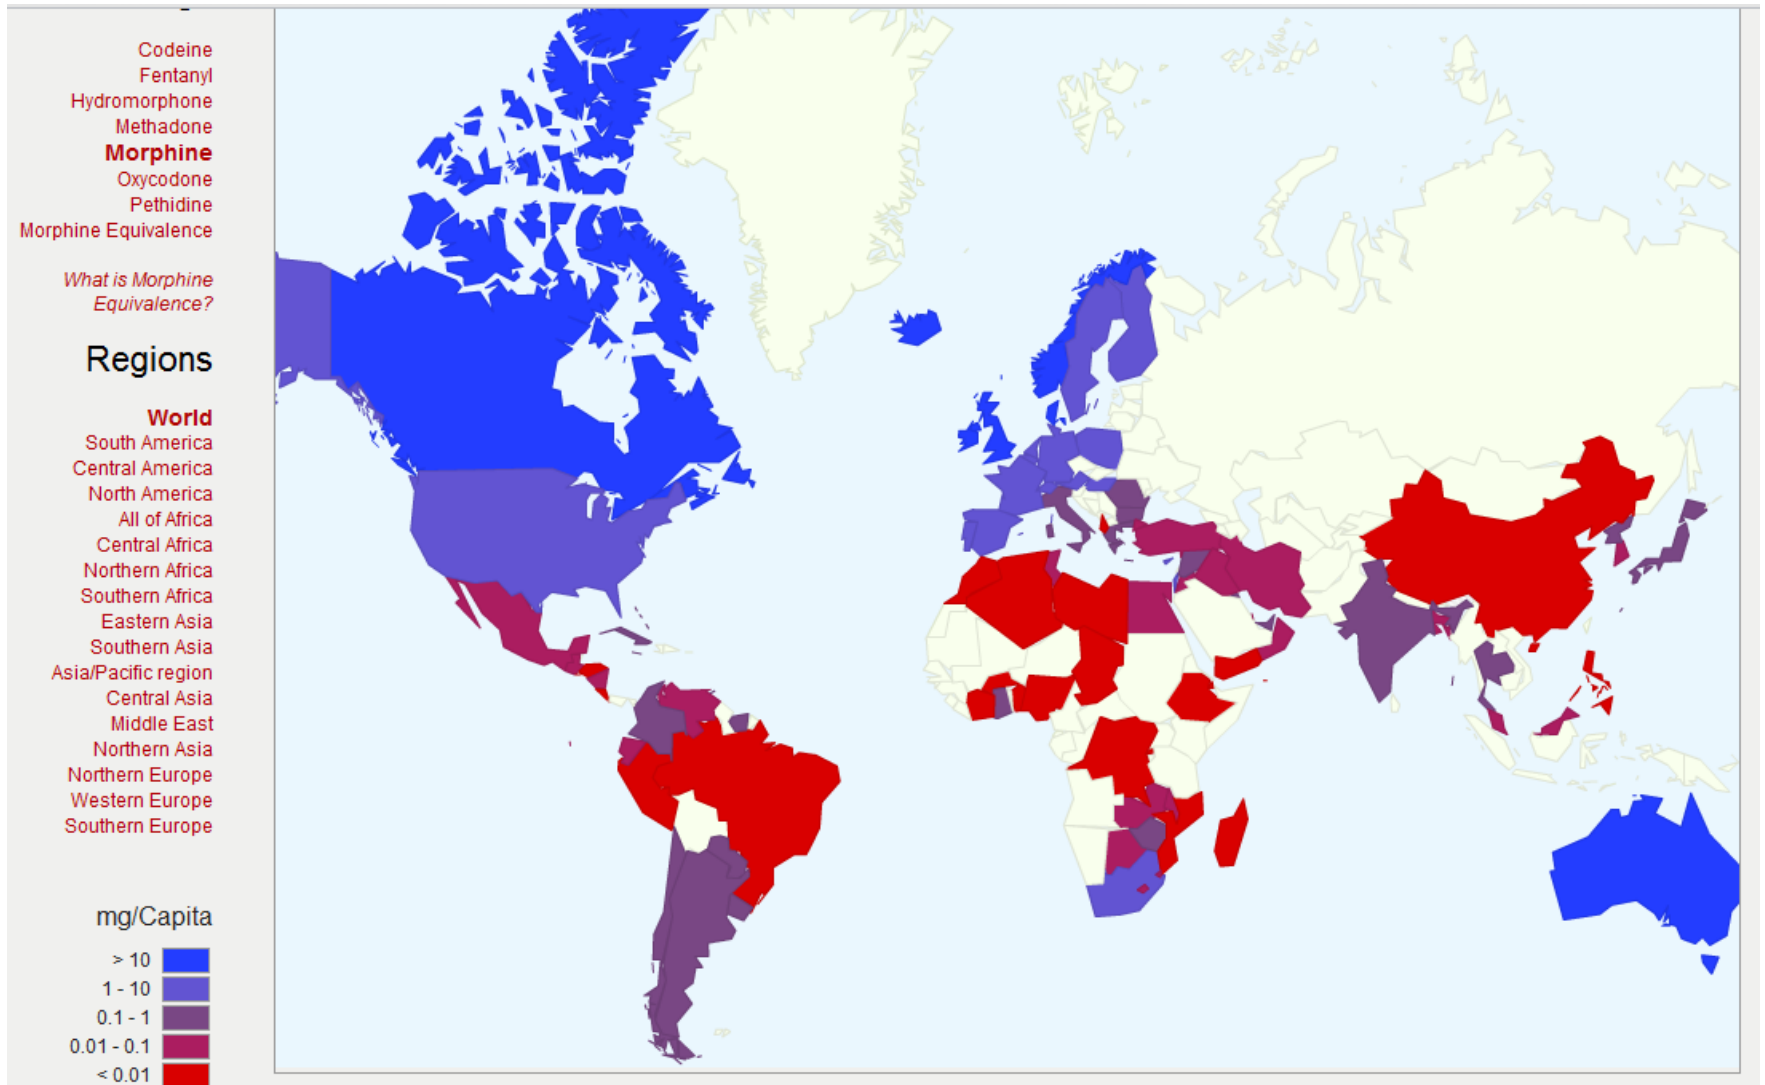 Codeine
Fentanyl
Hydromorphone
Methadone
Morphine
Oxycodone
Pethidine
Morphine Equivalence
What is Morphine
Equivalence?
Regions
World
South America
Central America
North America
All of Africa
Central Africa
Northern Africa
Southern Africa
Eastern Asia
Southern Asia
Asia/Pacific region
Central Asia
Middle East
Northern Asia
Northern Europe
Western Europe
Southern Europe
mg/Capita
> 10
1 - 10
0.1 - 1
0.01 - 0.1
< 0.01